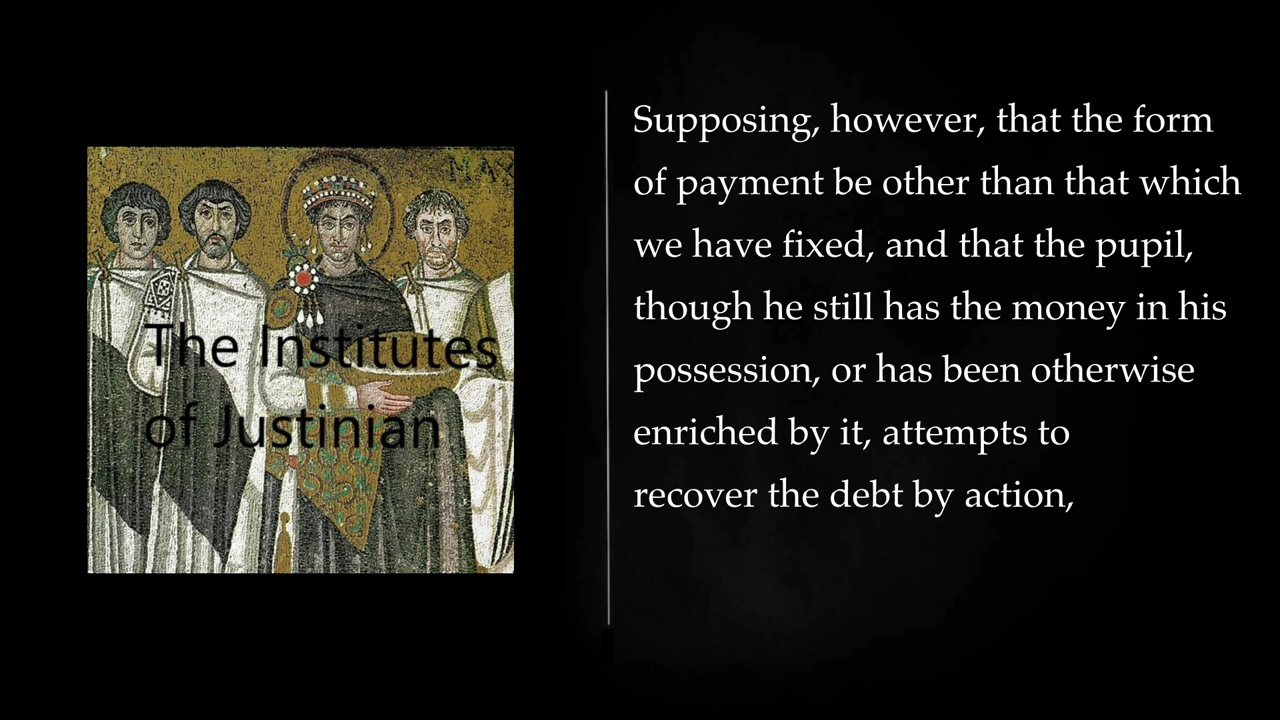 The Institutes
of Justinian
Supposing, however, that the form
of payment be other than that which
we have fixed, and that the pupil,
though he still has the money in his
possession, or has been otherwise
enriched by it, attempts to
recover the debt by action,